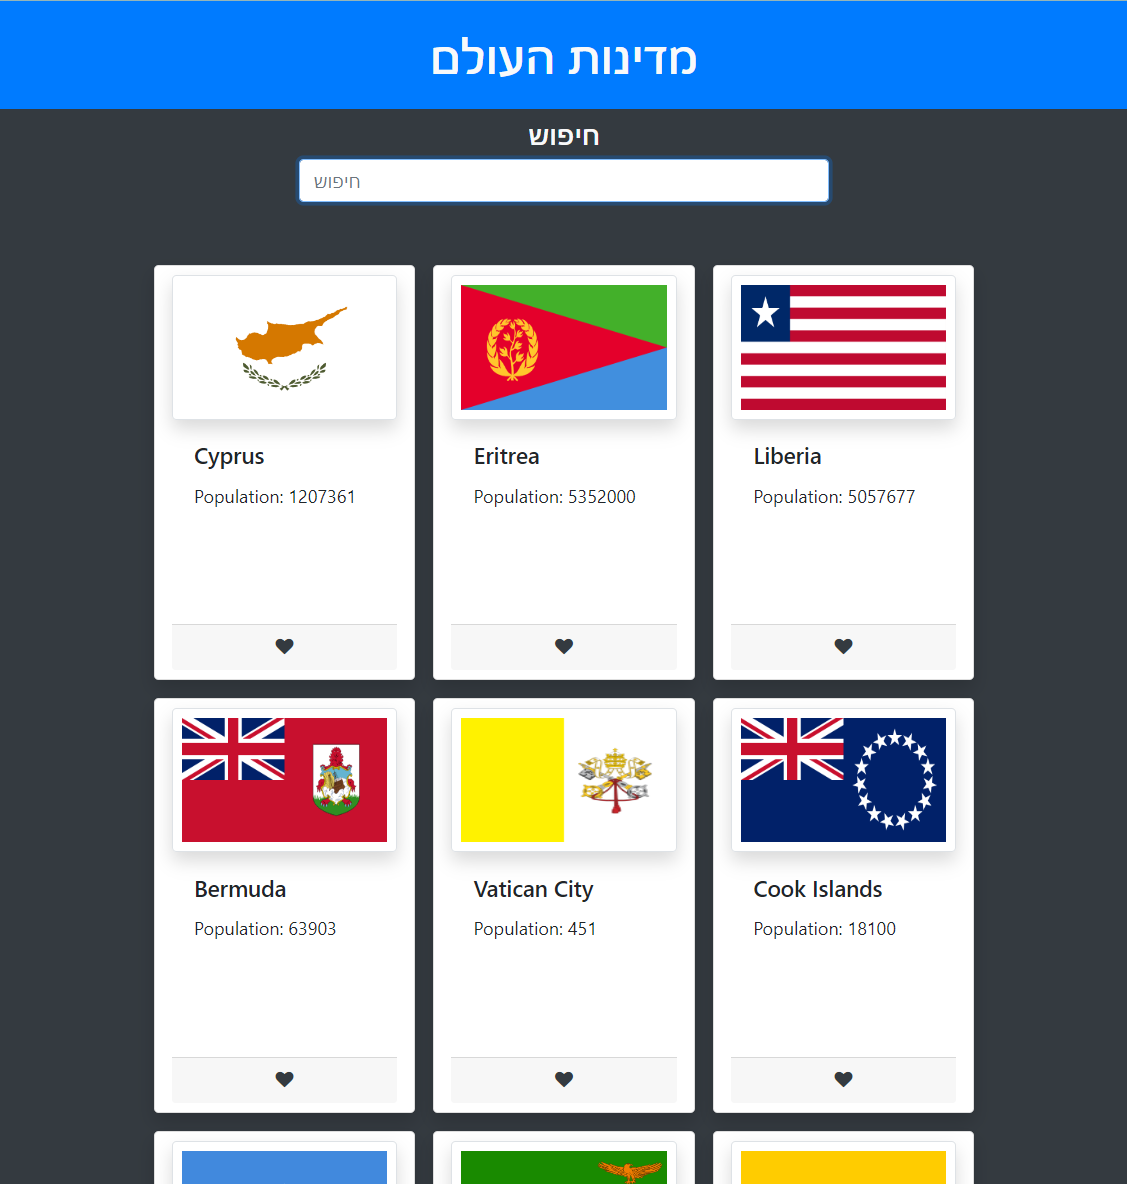 מדינות העולם
חיפוש
חיפוש
Cyprus
Population: 1207361
Eritrea
Population: 5352000
Liberia
Population: 5057677
Bermuda
Population: 63903
Vatican City
Population: 451
Cook Islands
Population: 18100